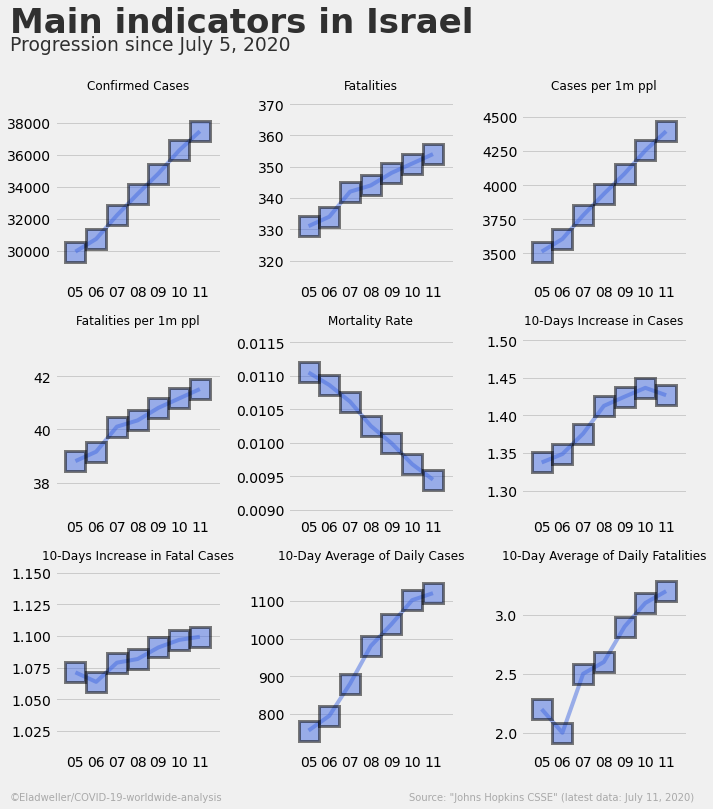 Main indicators in Israel
Progression since July 5, 2020
Confirmed Cases
38000
36000
34000
32000
30000
05 06 07 08 09 10 11
Fatalities
370
360
350
340
330
320
05 06 07 08 09 10 11
Cases per 1m ppl
4500
4250
4000
3750
3500
05 06 07 08 09 10 11
Fatalities per 1m ppl
42
40
38
05 06 07 08 09 10 11
Mortality Rate
0.0115
0.0110
0.0105
0.0100
0.0095
0.0090
05 06 07 08 09 10 11
10-Days Increase in Cases
1.50
1.45
1.40
1.35
1.30
05 06 07 08 09 10 11
10-Days Increase in Fatal Cases
1.150
1.125
1.100
1.075
1.050
1.025
05 06 07 08 09 10 11
10-Day Average of Daily Cases
1100
1000
900
800
05 06 07 08 09 10 11
10-Day Average of Daily Fatalities
3.0
2.5
2.0
05 06 07 08 09 10 11
©Eladweller/COVID-19-worldwide-analysis
Source: "Johns Hopkins CSSE" (latest data: July 11, 2020)